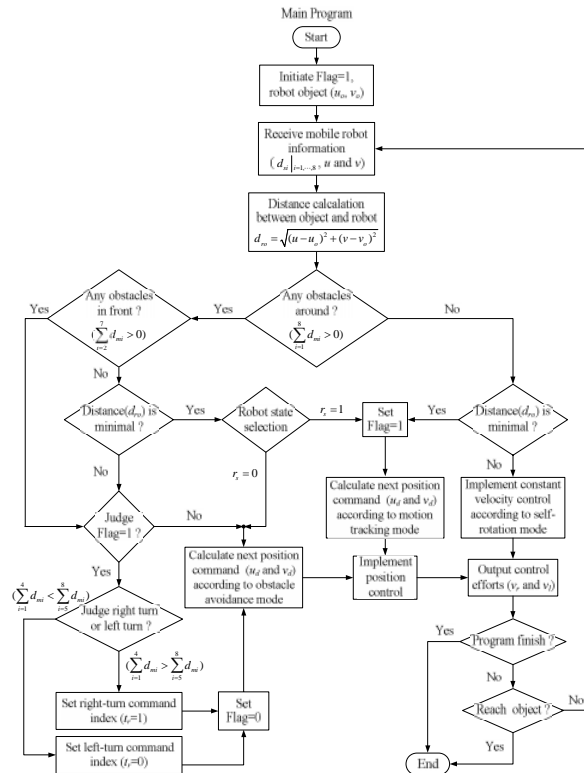 Main Program
Start
Initiate Flag=1,
robot object (u_o, v_o)
Receive mobile robot
information
( d_si|i=1,···,8, u and v)
Distance calcalation
between object and robot
d_ro = √((u−u_o)²+(v−v_o)²)
Any obstacles
in front ?
(∑_{i=2}^{7} d_mi >0)
Yes
Yes
Any obstacles
around ?
(∑_{i=1}^{8} d_mi >0)
No
No
Distance(d_ro) is
minimal ?
Yes
Robot state
selection
r_s =1
Set
Flag=1
Yes
Distance(d_ro) is
minimal ?
No
r_s =0
No
Judge
Flag=1 ?
No
Calculate next position
command (u_d and v_d)
according to motion
tracking mode
Implement constant
velocity control
according to self-
rotation mode
Yes
Calculate next position
command (u_d and v_d)
according to obstacle
avoidance mode
Implement
position
control
Output control
efforts (v_r and v_l)
(∑_{i=1}^{4} d_mi < ∑_{i=5}^{8} d_mi)
Judge right turn
or left turn ?
(∑_{i=1}^{4} d_mi > ∑_{i=5}^{8} d_mi)
Yes
Program finish ?
No
Set right-turn command
index (t_r=1)
Set
Flag=0
Reach object ?
No
Set left-turn command
index (t_r=0)
Yes
End